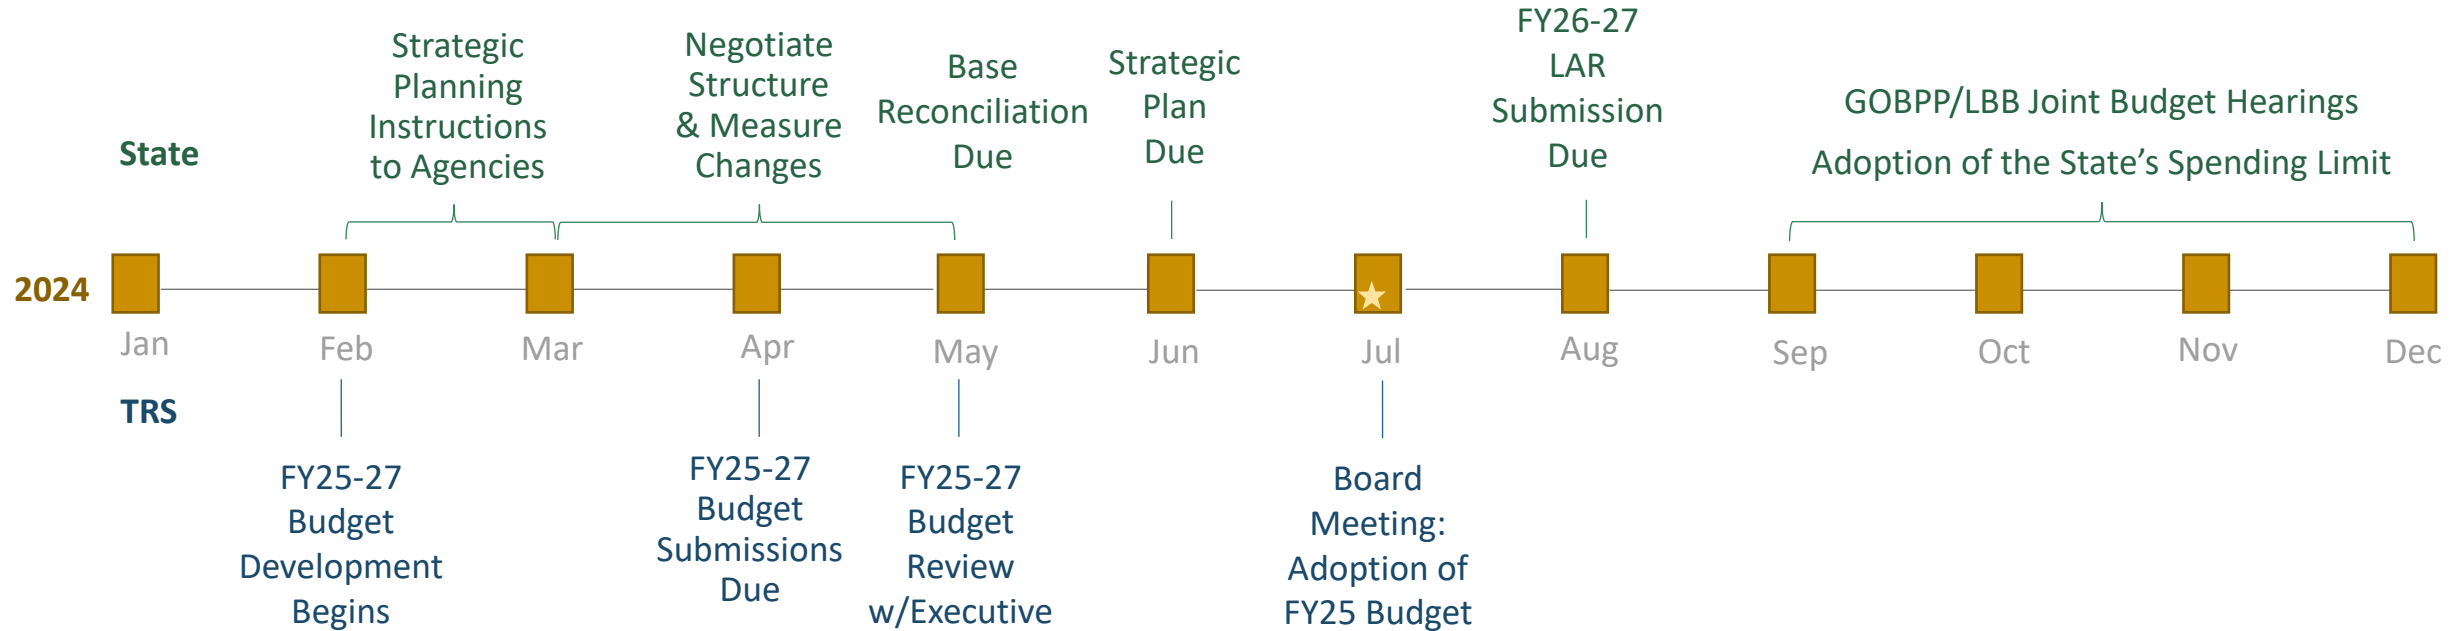 State
Strategic
Planning
Instructions
to Agencies
Negotiate
Structure
& Measure
Changes
Base
Reconciliation
Due
Strategic
Plan
Due
FY26-27
LAR
Submission
Due
GOBPP/LBB Joint Budget Hearings
Adoption of the State’s Spending Limit
2024
Jan
Feb
Mar
Apr
May
Jun
Jul
Aug
Sep
Oct
Nov
Dec
TRS
FY25-27
Budget
Development
Begins
FY25-27
Budget
Submissions
Due
FY25-27
Budget
Review
w/Executive
Board
Meeting:
Adoption of
FY25 Budget